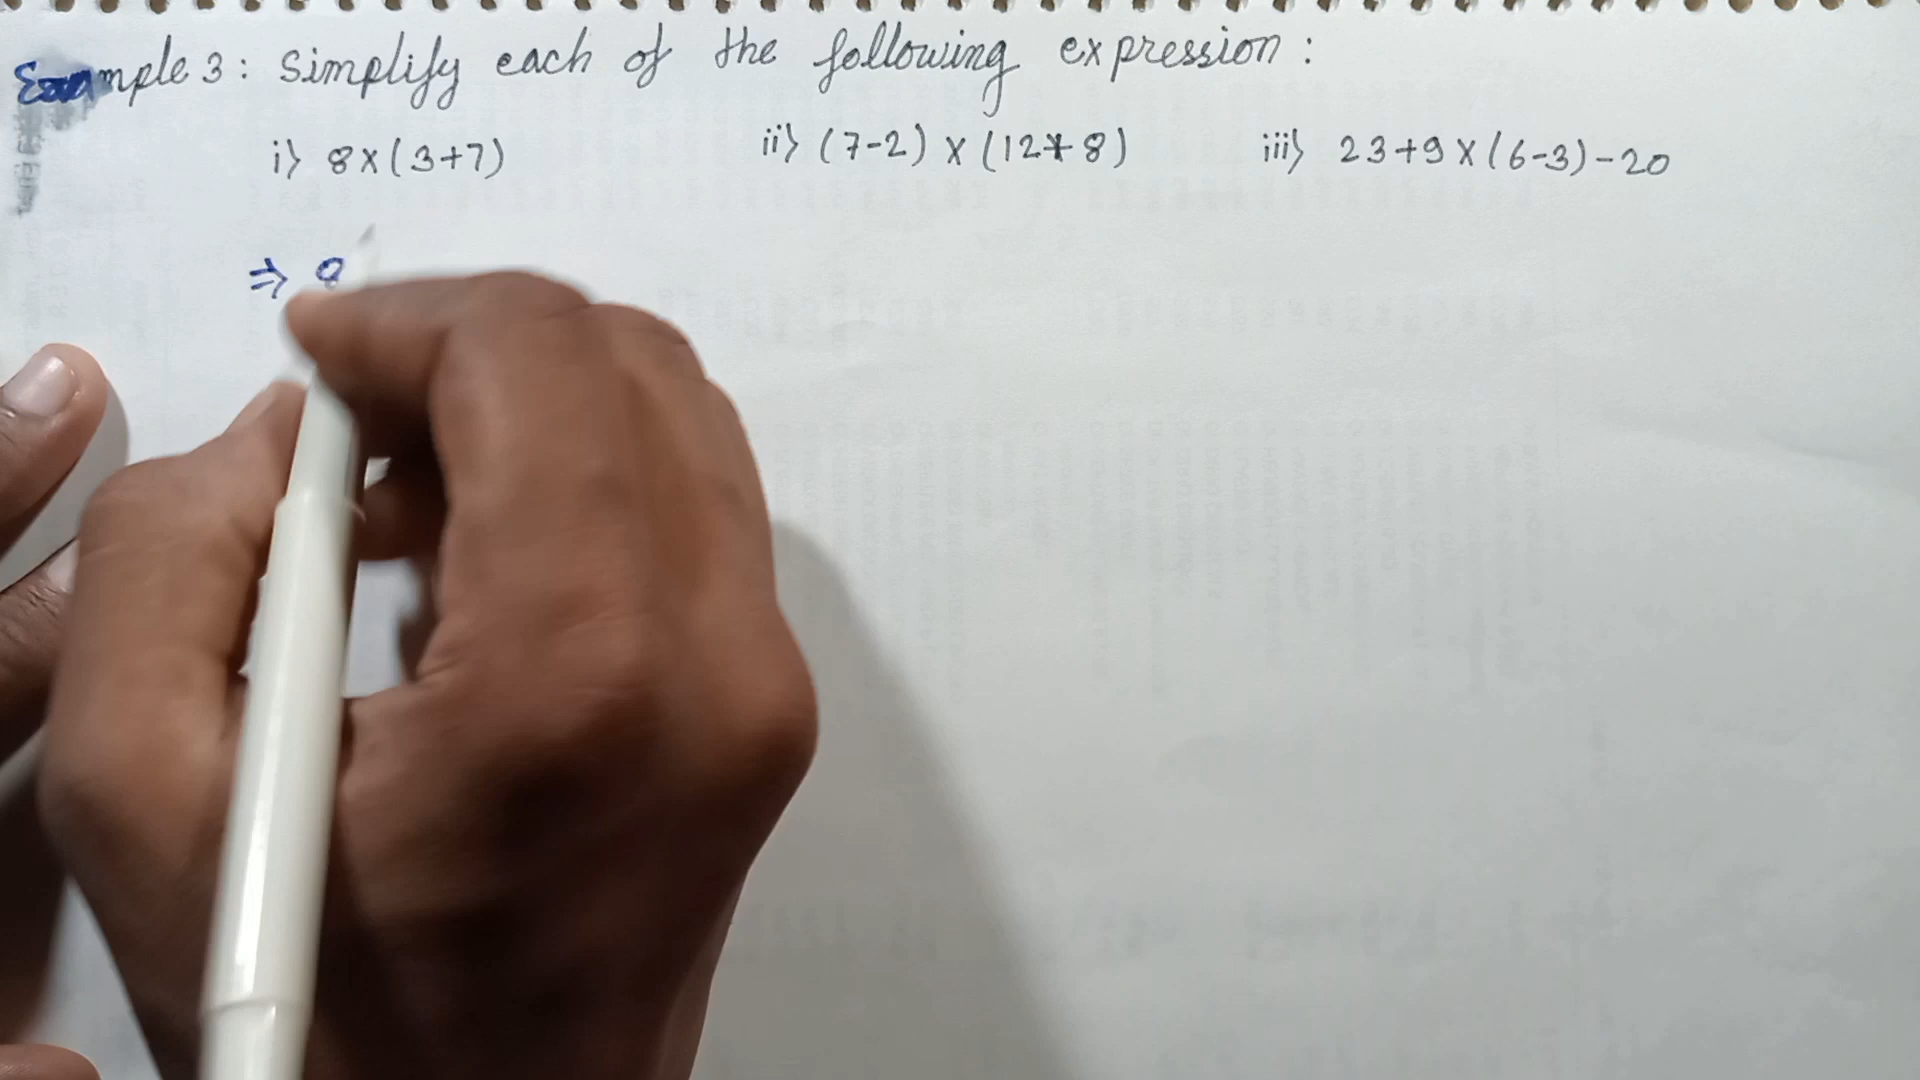 Example 3: Simplify each of the following expression:
i) 8×(3+7) ii) (7-2) × (12+8) iii) 23+9×(6-3)-20
⇒ 8